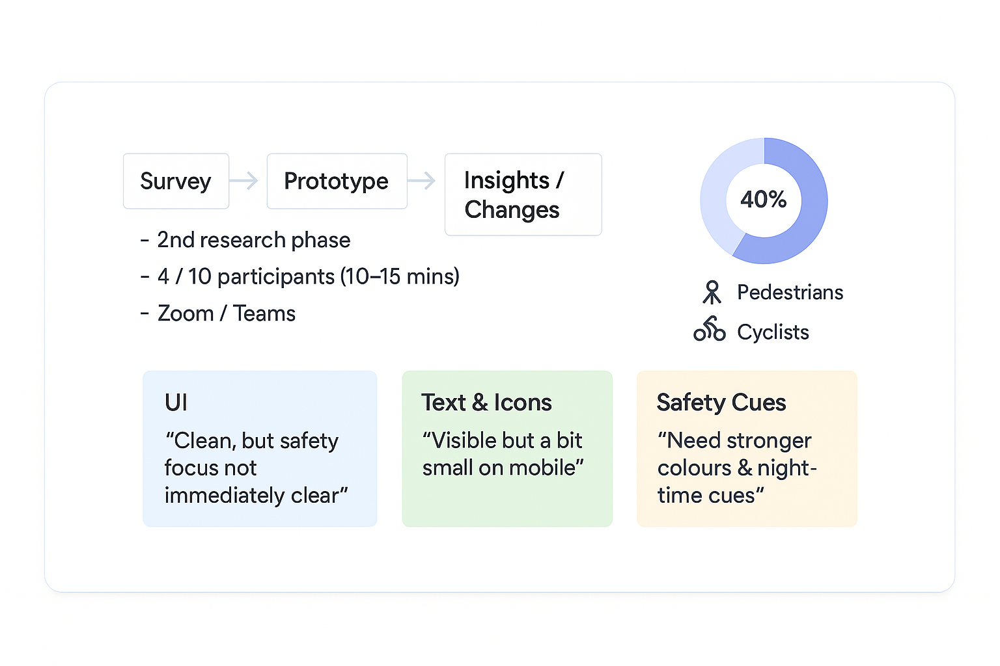 Survey
Prototype
Insights /
Changes
- 2nd research phase
- 4 / 10 participants (10–15 mins)
- Zoom / Teams
40%
Pedestrians
Cyclists
UI
“Clean, but safety
focus not
immediately clear”
Text & Icons
“Visible but a bit
small on mobile”
Safety Cues
“Need stronger
colours & night-
time cues”